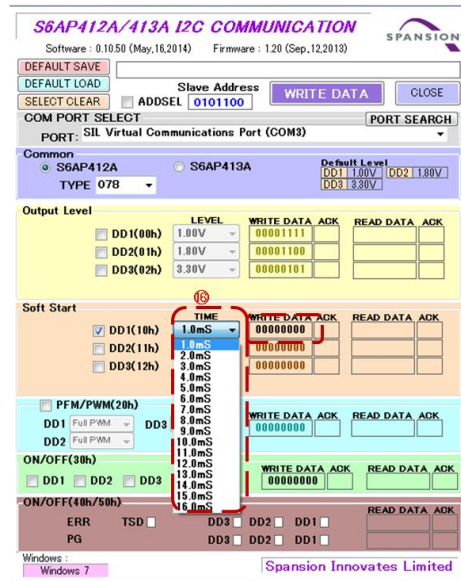 S6AP412A/413A I2C COMMUNICATION
SPANSION
Software : 0.10.50 (May,16,2014) Firmware : 1.20 (Sep,12,2013)
DEFAULT SAVE
DEFAULT LOAD
SELECT CLEAR
ADDSEL
Slave Address
0101100
WRITE DATA
CLOSE
COM PORT SELECT
PORT SEARCH
PORT: SIL Virtual Communications Port (COM3)
Common
S6AP412A S6AP413A
TYPE 078
Default Level
DD1 1.00V DD2 1.80V
DD3 3.30V
Output Level
LEVEL WRITE DATA ACK READ DATA ACK
DD1(00h) 1.00V 00001111
DD2(01h) 1.80V 00001100
DD3(02h) 3.30V 00000101
⑯
Soft Start
TIME WRITE DATA ACK READ DATA ACK
DD1(10h) 1.0mS 00000000
DD2(11h) 00000000
DD3(12h) 00000000
1.0mS
2.0mS
3.0mS
4.0mS
5.0mS
6.0mS
7.0mS
8.0mS
9.0mS
10.0mS
11.0mS
12.0mS
13.0mS
14.0mS
15.0mS
16.0mS
PFM/PWM(20h)
WRITE DATA ACK READ DATA ACK
DD1 Full PWM DD3 00000000
DD2 Full PWM
ON/OFF(30h)
WRITE DATA ACK READ DATA ACK
DD1 DD2 DD3 00000000
ON/OFF(40h/50h)
READ DATA ACK
ERR TSD DD3 DD2 DD1
PG DD3 DD2 DD1
Windows :
Windows 7
Spansion Innovates Limited